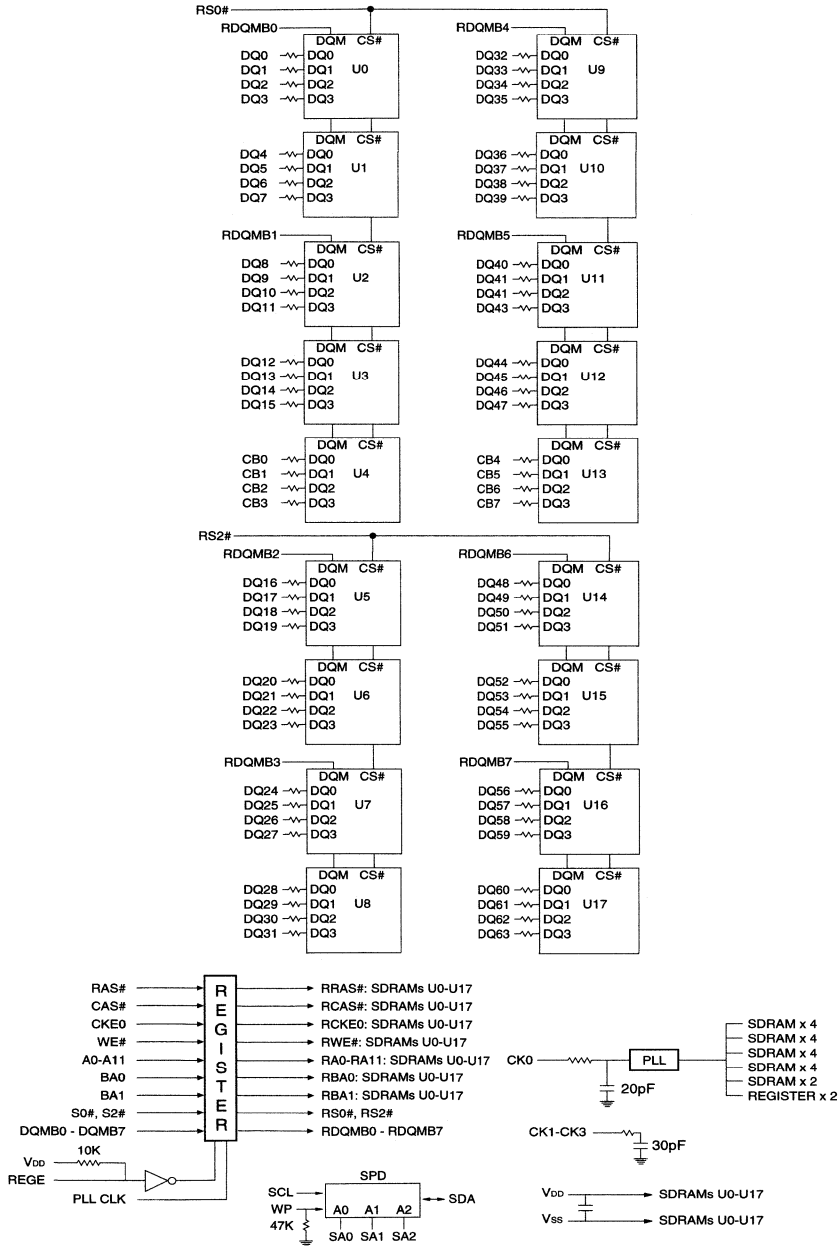 RS0#
RDQMB0 RDQMB4
DQM CS# DQM CS#
DQ0 DQ0 U0 DQ32 DQ0 U9
DQ1 DQ1 DQ33 DQ1
DQ2 DQ2 DQ34 DQ2
DQ3 DQ3 DQ35 DQ3
DQM CS# DQM CS#
DQ4 DQ0 DQ36 DQ0
DQ5 DQ1 U1 DQ37 DQ1 U10
DQ6 DQ2 DQ38 DQ2
DQ7 DQ3 DQ39 DQ3
RDQMB1 RDQMB5
DQM CS# DQM CS#
DQ8 DQ0 DQ40 DQ0
DQ9 DQ1 U2 DQ41 DQ1 U11
DQ10 DQ2 DQ41 DQ2
DQ11 DQ3 DQ43 DQ3
DQM CS# DQM CS#
DQ12 DQ0 DQ44 DQ0
DQ13 DQ1 U3 DQ45 DQ1 U12
DQ14 DQ2 DQ46 DQ2
DQ15 DQ3 DQ47 DQ3
DQM CS# DQM CS#
CB0 DQ0 CB4 DQ0
CB1 DQ1 U4 CB5 DQ1 U13
CB2 DQ2 CB6 DQ2
CB3 DQ3 CB7 DQ3
RS2#
RDQMB2 RDQMB6
DQM CS# DQM CS#
DQ16 DQ0 DQ48 DQ0
DQ17 DQ1 U5 DQ49 DQ1 U14
DQ18 DQ2 DQ50 DQ2
DQ19 DQ3 DQ51 DQ3
DQM CS# DQM CS#
DQ20 DQ0 DQ52 DQ0
DQ21 DQ1 U6 DQ53 DQ1 U15
DQ22 DQ2 DQ54 DQ2
DQ23 DQ3 DQ55 DQ3
RDQMB3 RDQMB7
DQM CS# DQM CS#
DQ24 DQ0 DQ56 DQ0
DQ25 DQ1 U7 DQ57 DQ1 U16
DQ26 DQ2 DQ58 DQ2
DQ27 DQ3 DQ59 DQ3
DQM CS# DQM CS#
DQ28 DQ0 DQ60 DQ0
DQ29 DQ1 U8 DQ61 DQ1 U17
DQ30 DQ2 DQ62 DQ2
DQ31 DQ3 DQ63 DQ3
REGISTER
RAS# RRAS#: SDRAMs U0-U17
CAS# RCAS#: SDRAMs U0-U17
CKE0 RCKE0: SDRAMs U0-U17
WE# RWE#: SDRAMs U0-U17
A0-A11 RA0-RA11: SDRAMs U0-U17
BA0 RBA0: SDRAMs U0-U17
BA1 RBA1: SDRAMs U0-U17
S0#, S2# RS0#, RS2#
DQMB0 - DQMB7 RDQMB0 - RDQMB7
10K
VDD
REGE
PLL CLK
CK0 PLL
20pF
SDRAM x 4
SDRAM x 4
SDRAM x 4
SDRAM x 4
SDRAM x 2
REGISTER x 2
CK1-CK3
30pF
SPD
SCL SDA
WP A0 A1 A2
47K
SA0 SA1 SA2
VDD SDRAMs U0-U17
VSS SDRAMs U0-U17